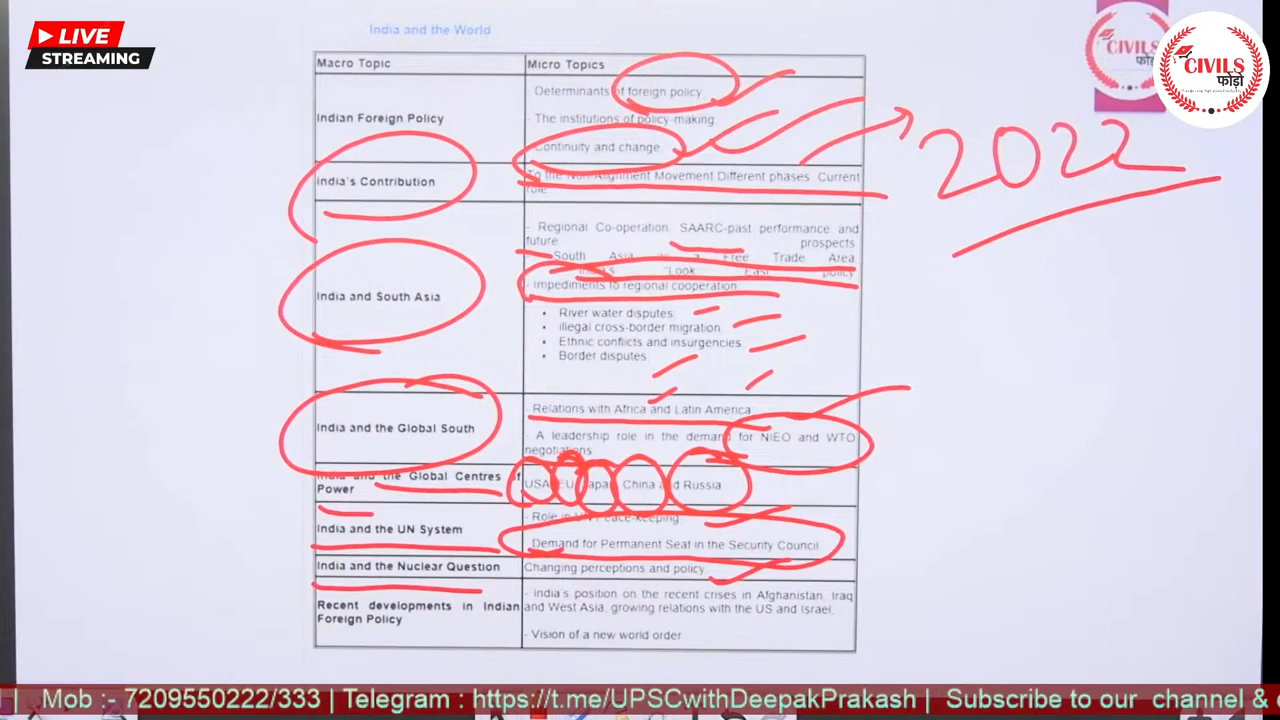 LIVE
STREAMING
India and the World
CIVILS
फोड़ो
CIVILS
फोड़ो
Macro Topic
Micro Topics
Indian Foreign Policy
Determinants of foreign policy
The institutions of policy-making
Continuity and change
2022
India's Contribution
To the Non-Alignment Movement Different phases. Current
role.
India and South Asia
- Regional Co-operation. SAARC-past performance and
future prospects.
- South Asia as a Free Trade Area
India's "Look East" policy
- Impediments to regional cooperation
• River water disputes;
• illegal cross-border migration;
• Ethnic conflicts and insurgencies
• Border disputes
India and the Global South
- Relations with Africa and Latin America
- A leadership role in the demand for NIEO and WTO
negotiations
India and the Global Centres of
Power
USA, EU, Japan, China and Russia
India and the UN System
- Role in UN Peace-keeping;
Demand for Permanent Seat in the Security Council
India and the Nuclear Question
Changing perceptions and policy.
Recent developments in Indian
Foreign Policy
- India's position on the recent crises in Afghanistan, Iraq
and West Asia, growing relations with the US and Israel;
- Vision of a new world order
| Mob :- 7209550222/333 | Telegram : https://t.me/UPSCwithDeepakPrakash | Subscribe to our channel &